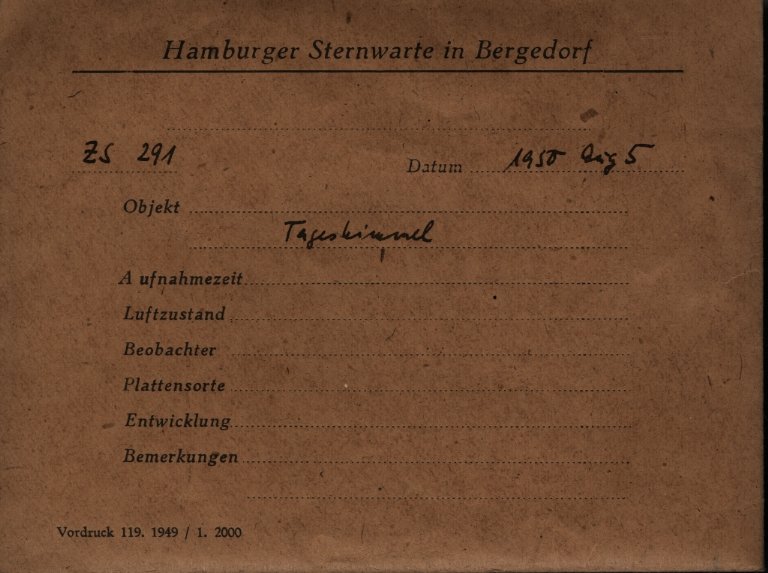 Hamburger Sternwarte in Bergedorf
ZS 291 Datum 1950 Aug 5
Objekt
Tageshimmel
Aufnahmezeit
Luftzustand
Beobachter
Plattensorte
Entwicklung
Bemerkungen
Vordruck 119. 1949 / 1. 2000